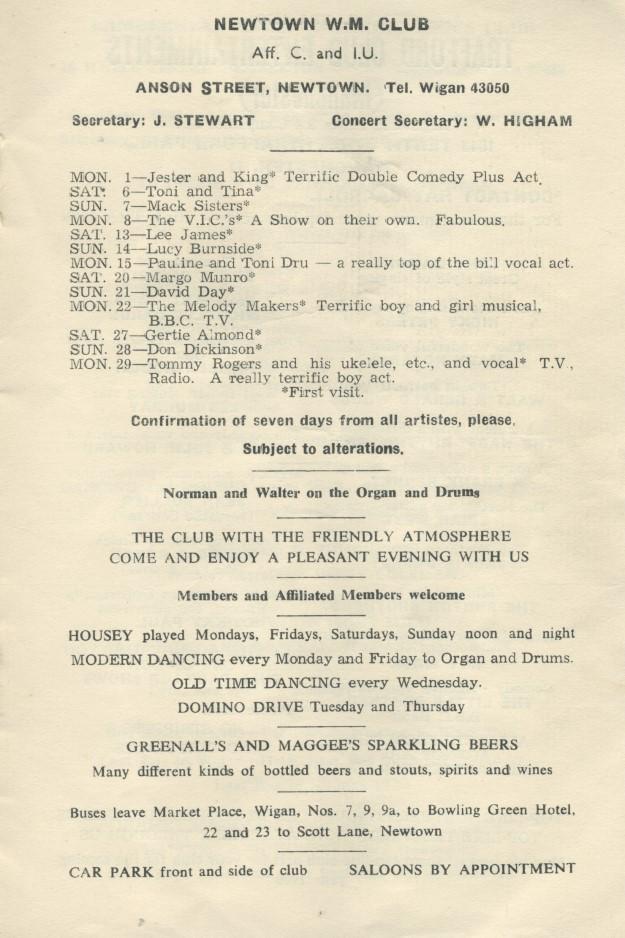 NEWTOWN W.M. CLUB
Aff. C. and I.U.
ANSON STREET, NEWTOWN. Tel. Wigan 43050
Secretary: J. STEWART Concert Secretary: W. HIGHAM
MON. 1—Jester and King* Terrific Double Comedy Plus Act.
SAT. 6—Toni and Tina*
SUN. 7—Mack Sisters*
MON. 8—The V.I.C.'s* A Show on their own. Fabulous.
SAT. 13—Lee James*
SUN. 14—Lucy Burnside*
MON. 15—Pauline and Toni Dru — a really top of the bill vocal act.
SAT. 20—Margo Munro*
SUN. 21—David Day*
MON. 22—The Melody Makers* Terrific boy and girl musical,
B.B.C. T.V.
SAT. 27—Gertie Almond*
SUN. 28—Don Dickinson*
MON. 29—Tommy Rogers and his ukelele, etc., and vocal* T.V.,
Radio. A really terrific boy act.
*First visit.
Confirmation of seven days from all artistes, please.
Subject to alterations.
Norman and Walter on the Organ and Drums
THE CLUB WITH THE FRIENDLY ATMOSPHERE
COME AND ENJOY A PLEASANT EVENING WITH US
Members and Affiliated Members welcome
HOUSEY played Mondays, Fridays, Saturdays, Sunday noon and night
MODERN DANCING every Monday and Friday to Organ and Drums.
OLD TIME DANCING every Wednesday.
DOMINO DRIVE Tuesday and Thursday
GREENALL'S AND MAGGEE'S SPARKLING BEERS
Many different kinds of bottled beers and stouts, spirits and wines
Buses leave Market Place, Wigan, Nos. 7, 9, 9a, to Bowling Green Hotel,
22 and 23 to Scott Lane, Newtown
CAR PARK front and side of club SALOONS BY APPOINTMENT